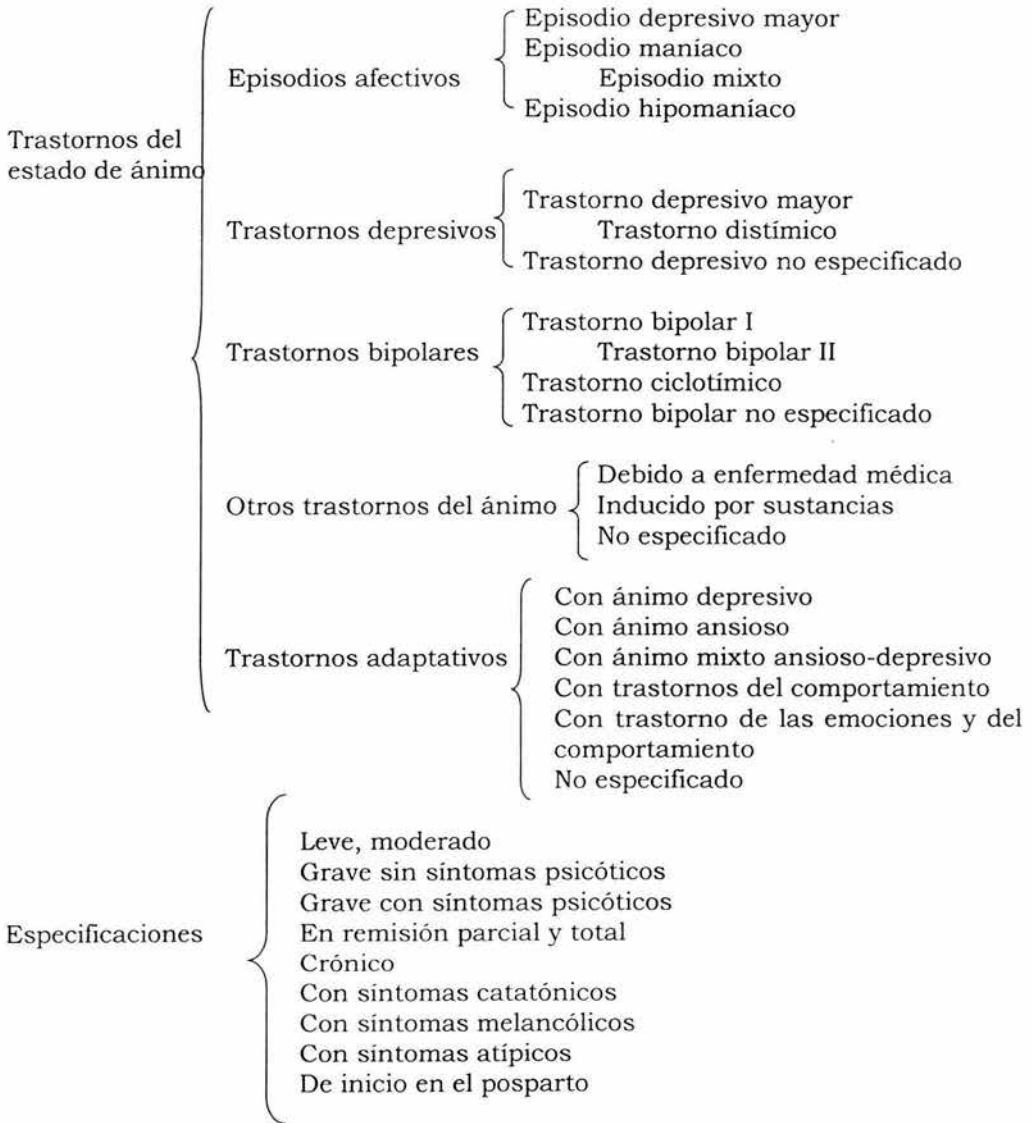 Trastornos del
estado de ánimo
Episodios afectivos
Episodio depresivo mayor
Episodio maníaco
Episodio mixto
Episodio hipomaníaco
Trastornos depresivos
Trastorno depresivo mayor
Trastorno distímico
Trastorno depresivo no especificado
Trastornos bipolares
Trastorno bipolar I
Trastorno bipolar II
Trastorno ciclotímico
Trastorno bipolar no especificado
Otros trastornos del ánimo
Debido a enfermedad médica
Inducido por sustancias
No especificado
Trastornos adaptativos
Con ánimo depresivo
Con ánimo ansioso
Con ánimo mixto ansioso-depresivo
Con trastornos del comportamiento
Con trastorno de las emociones y del
comportamiento
No especificado
Especificaciones
Leve, moderado
Grave sin síntomas psicóticos
Grave con síntomas psicóticos
En remisión parcial y total
Crónico
Con síntomas catatónicos
Con síntomas melancólicos
Con síntomas atípicos
De inicio en el posparto